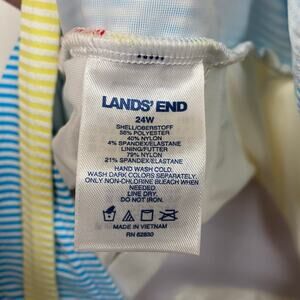 LANDS' END
24W
SHELL/OBERSTOFF
56% POLYESTER
40% NYLON
4% SPANDEX/ELASTANE
LINING/FUTTER
79% NYLON
21% SPANDEX/ELASTANE
HAND WASH COLD.
WASH DARK COLORS SEPARATELY.
ONLY NON-CHLORINE BLEACH WHEN
NEEDED.
LINE DRY.
DO NOT IRON.
MADE IN VIETNAM
RN 62830